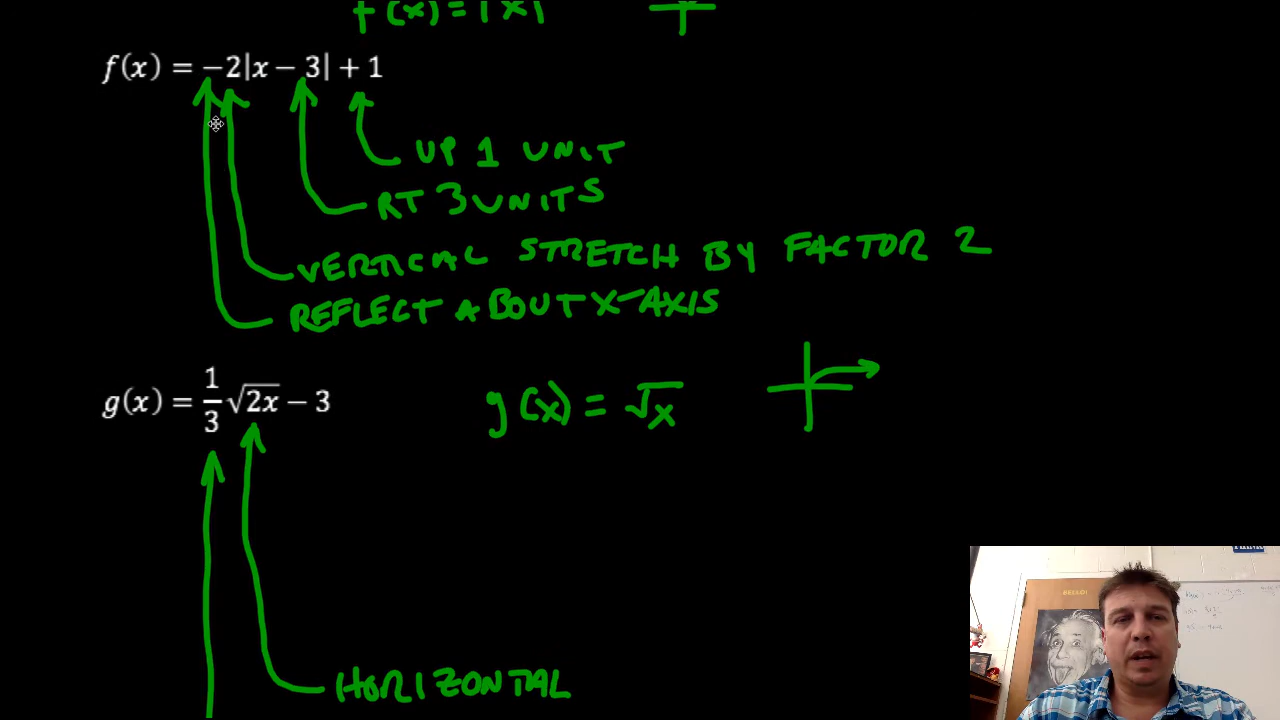 f(x) = |x|
f(x) = −2|x − 3| + 1
UP 1 UNIT
RT 3 UNITS
VERTICAL STRETCH BY FACTOR 2
REFLECT ABOUT X-AXIS
g(x) = 1/3 √2x − 3
g(x) = √x
HORIZONTAL